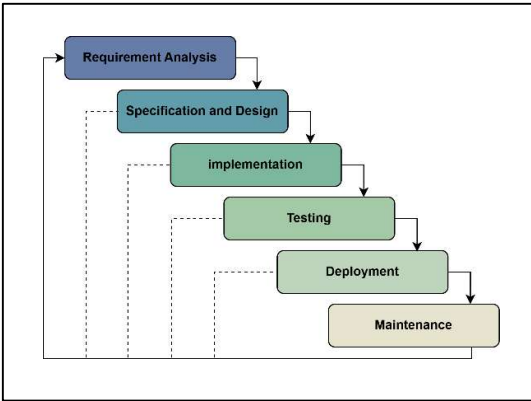 Requirement Analysis
Specification and Design
implementation
Testing
Deployment
Maintenance